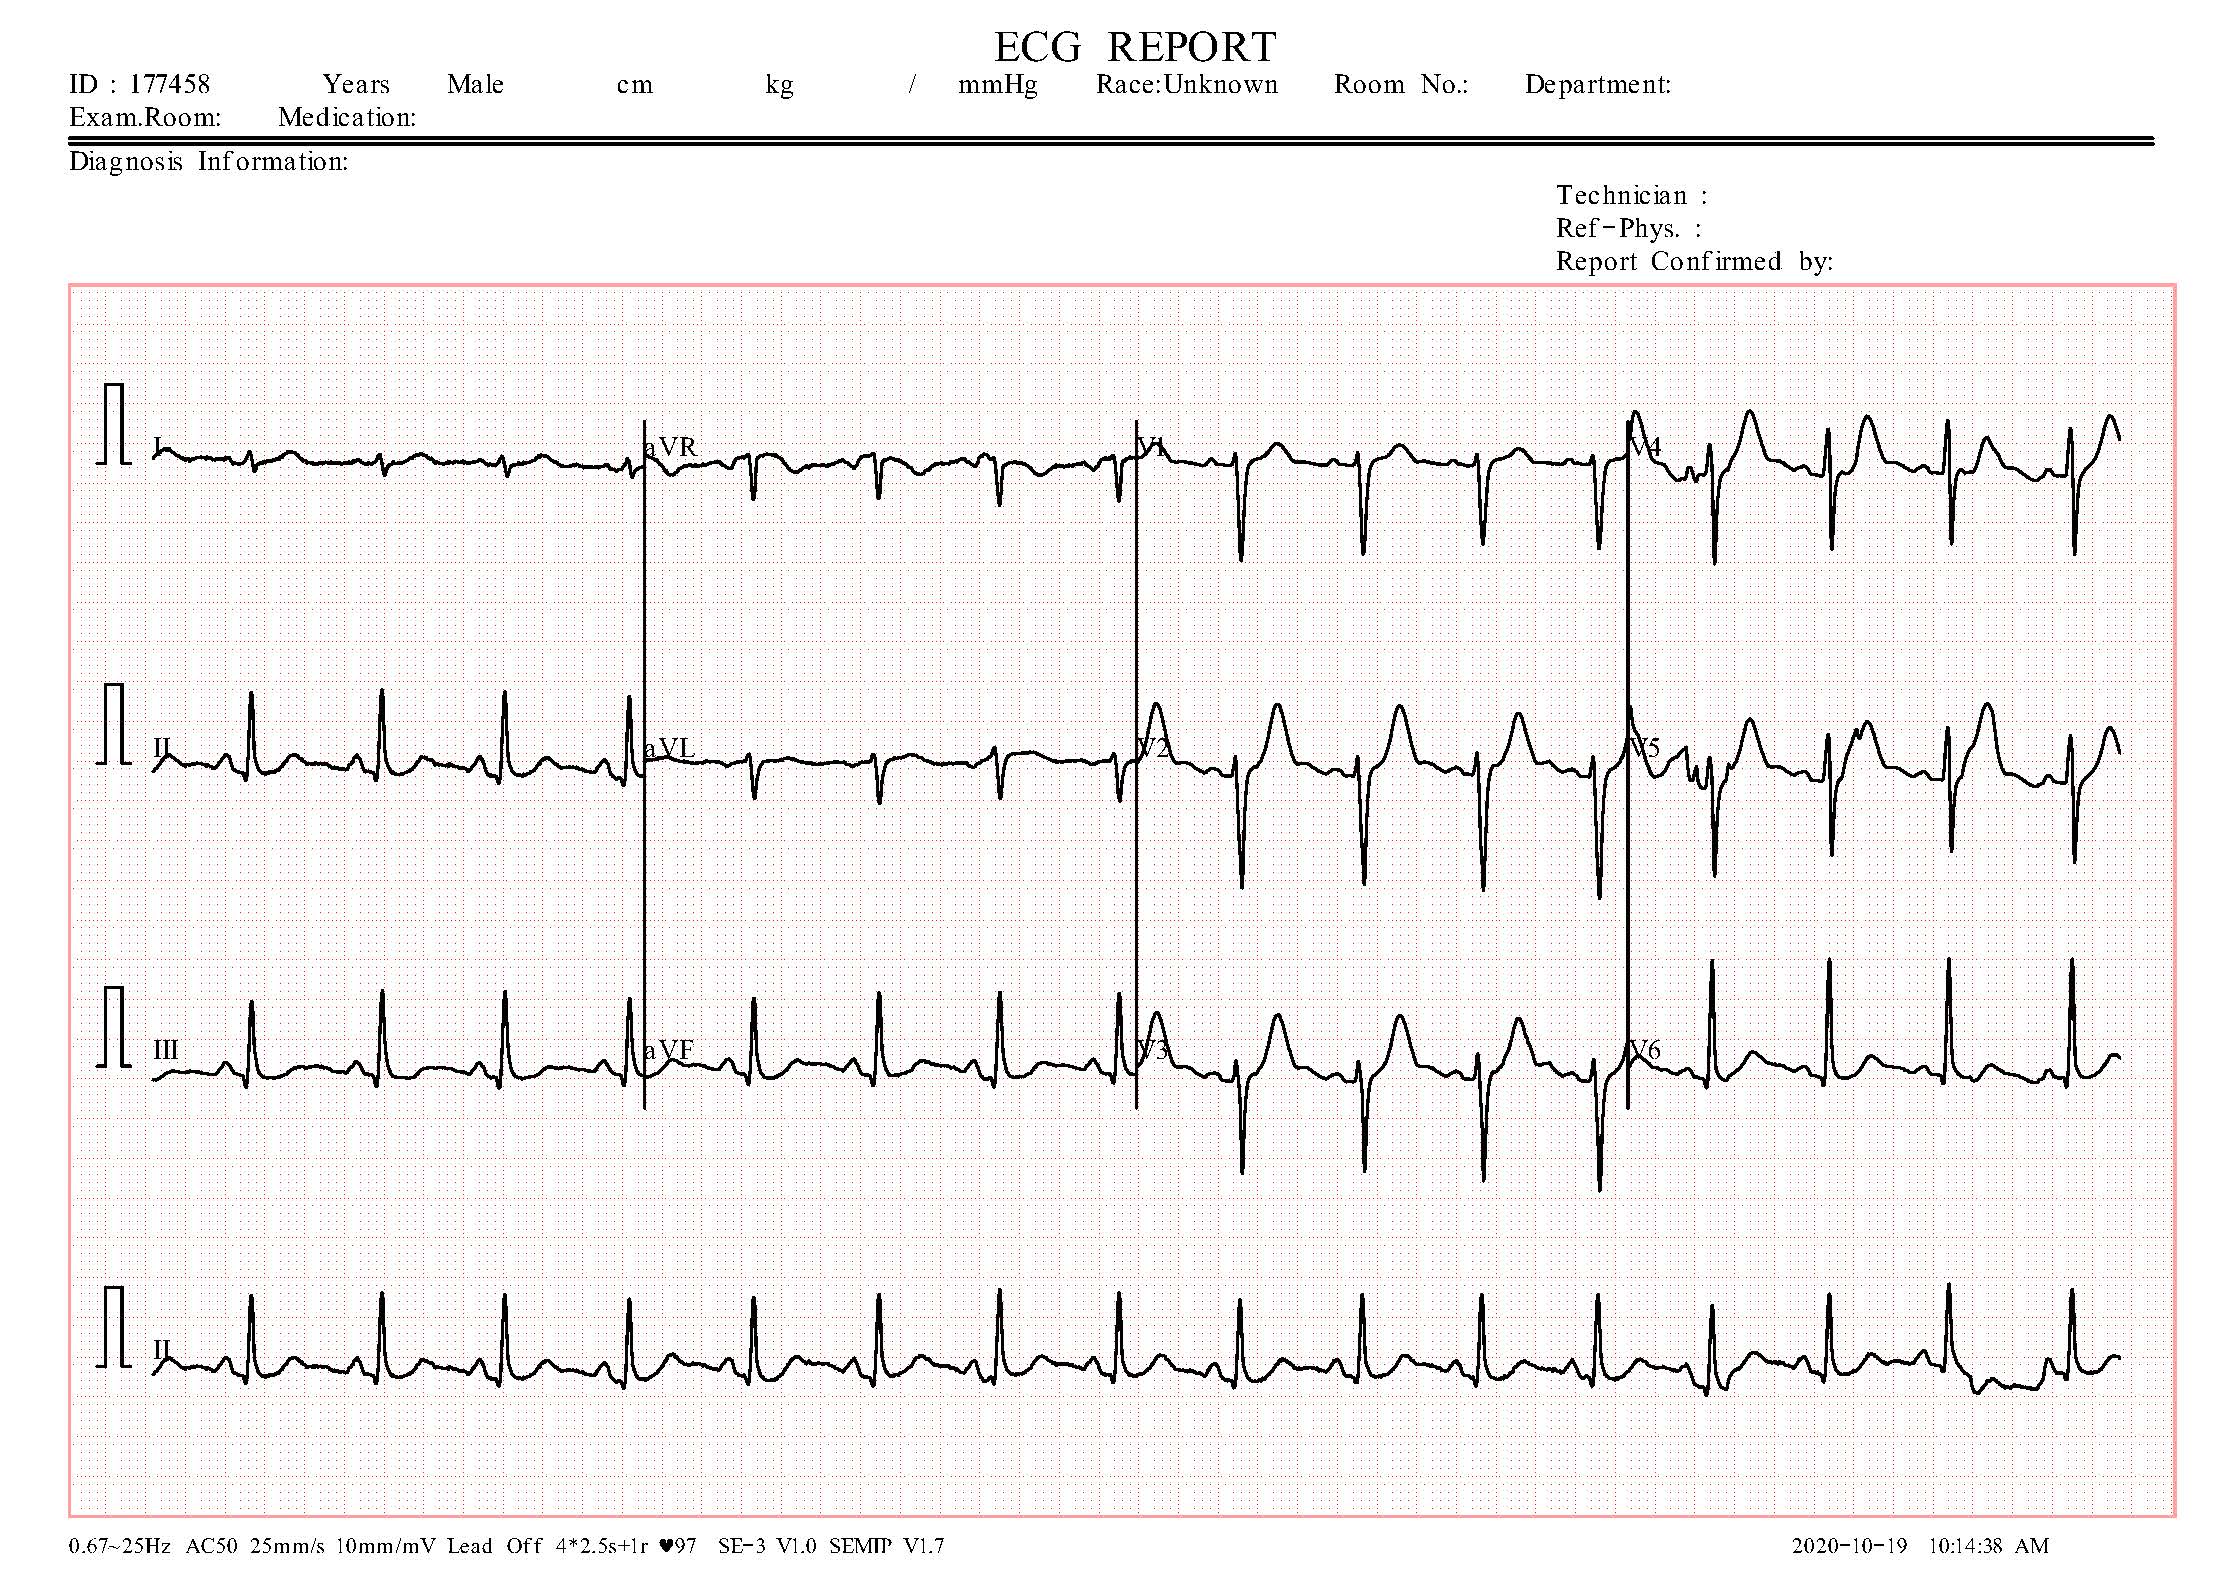 ECG REPORT
ID : 177458 Years Male cm kg / mmHg Race:Unknown Room No.: Department:
Exam.Room: Medication:
Diagnosis Information:
Technician :
Ref-Phys. :
Report Confirmed by:
I aVR V1 V4
II aVL V2 V5
III aVF V3 V6
II
0.67~25Hz AC50 25mm/s 10mm/mV Lead Off 4*2.5s+1r ♥97 SE-3 V1.0 SEMIP V1.7 2020-10-19 10:14:38 AM